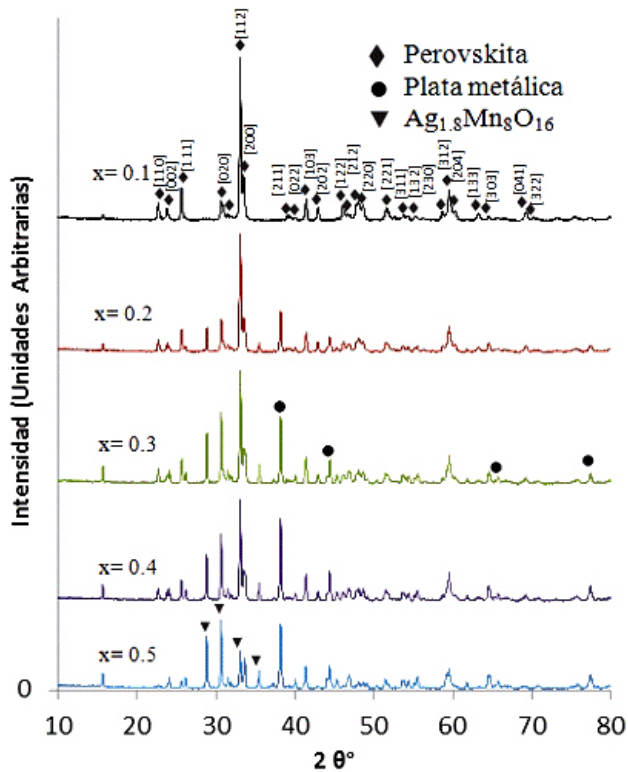 [112]
Perovskita
Plata metálica
Ag1.8Mn8O16
x= 0.1
[110]
[002]
[111]
[020]
[200]
[211]
[022]
[103]
[202]
[122]
[212]
[220]
[221]
[311]
[132]
[230]
[312]
[204]
[133]
[303]
[041]
[322]
x= 0.2
x= 0.3
x= 0.4
x= 0.5
Intensidad (Unidades Arbitrarias)
0
10 20 30 40 50 60 70 80
2 θ°